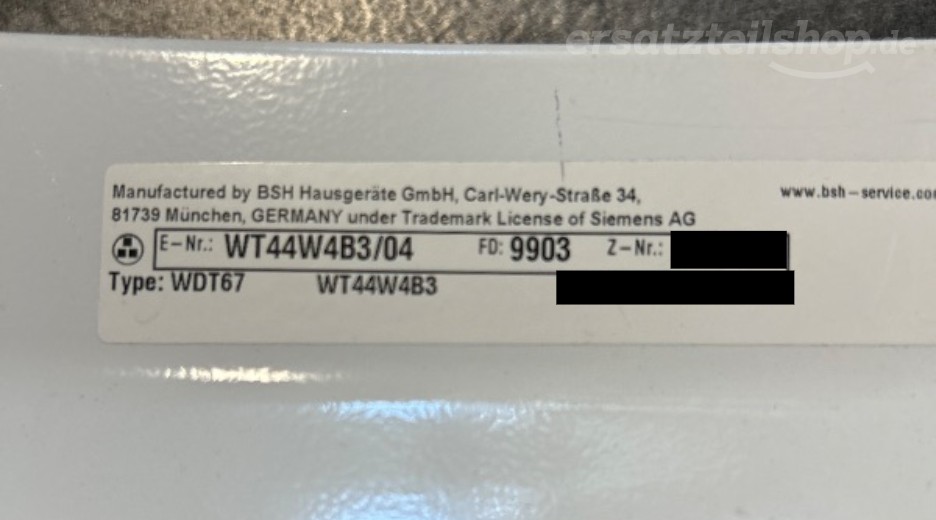 ersatzteilshop.de
Manufactured by BSH Hausgeräte GmbH, Carl-Wery-Straße 34, www.bsh-service.com
81739 München, GERMANY under Trademark License of Siemens AG
E-Nr.: WT44W4B3/04 FD: 9903 Z-Nr.:
Type: WDT67 WT44W4B3